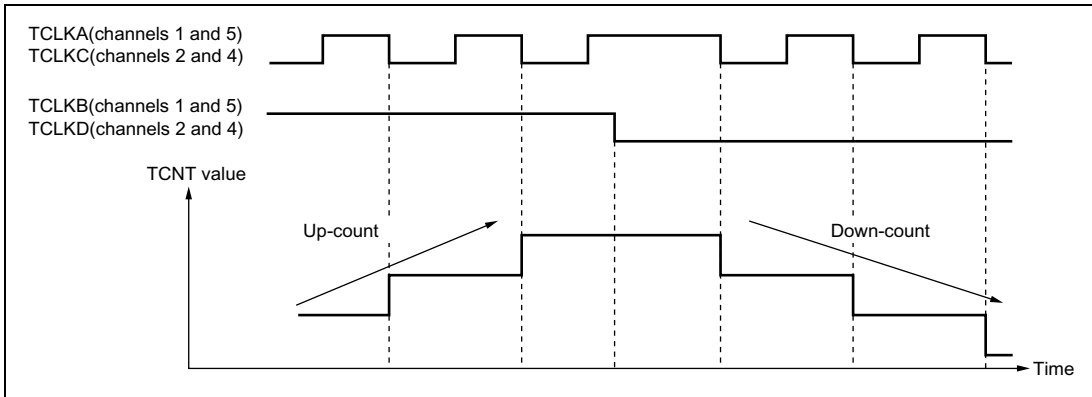 TCLKA(channels 1 and 5)
TCLKC(channels 2 and 4)
TCLKB(channels 1 and 5)
TCLKD(channels 2 and 4)
TCNT value
Up-count
Down-count
Time